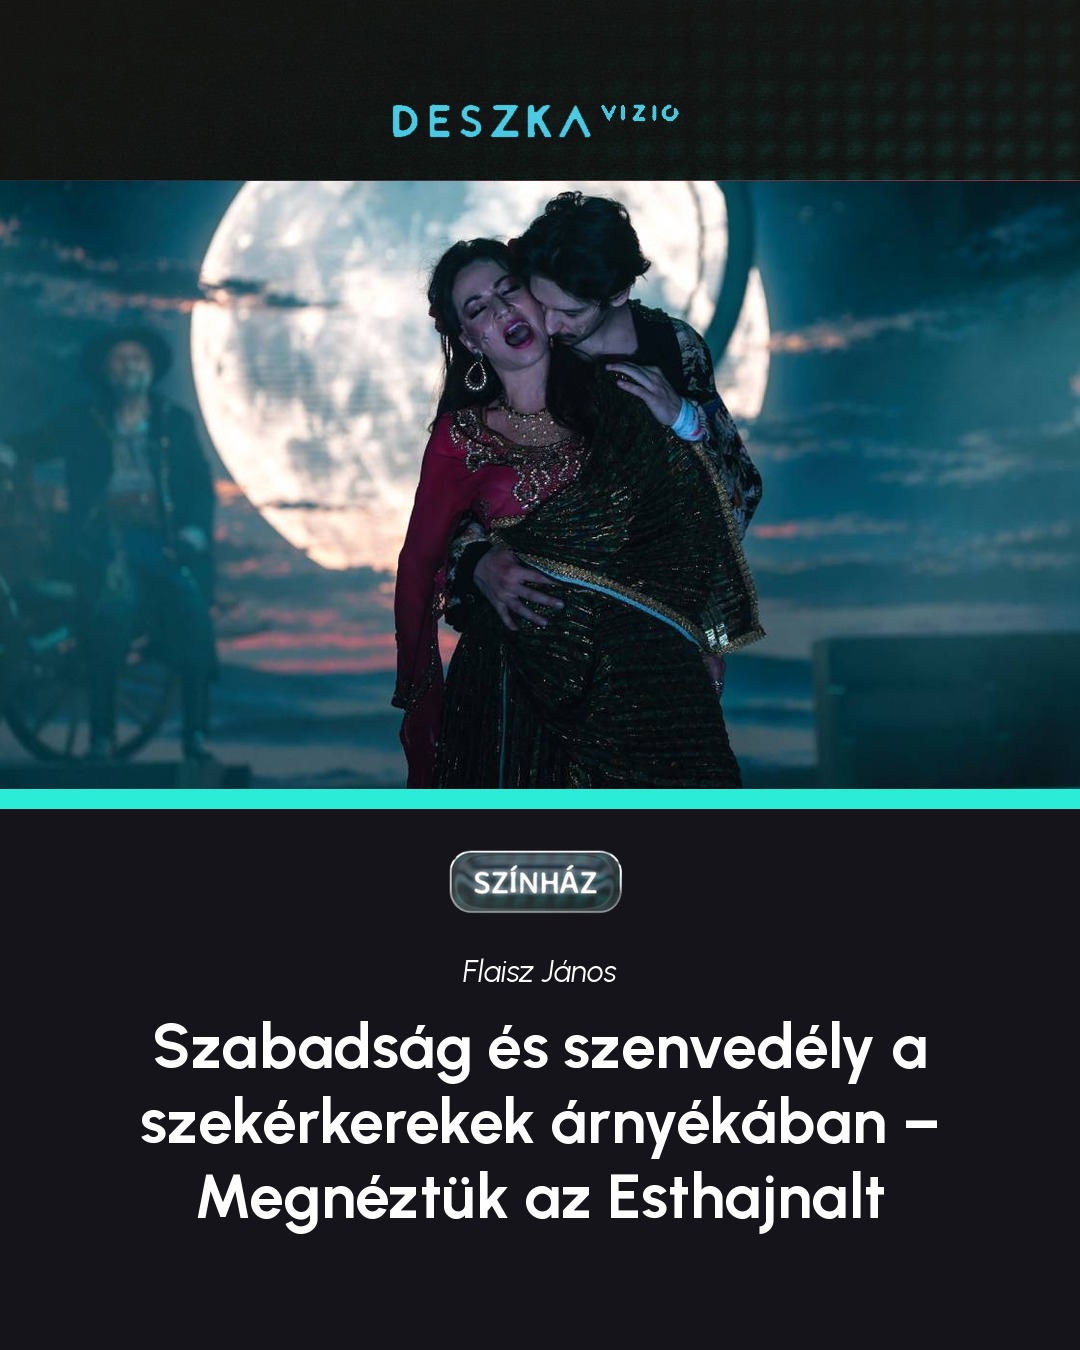 DESZKA VIZIO
SZÍNHÁZ
Flaisz János
Szabadság és szenvedély a
szekérkerekek árnyékában –
Megnéztük az Esthajnalt